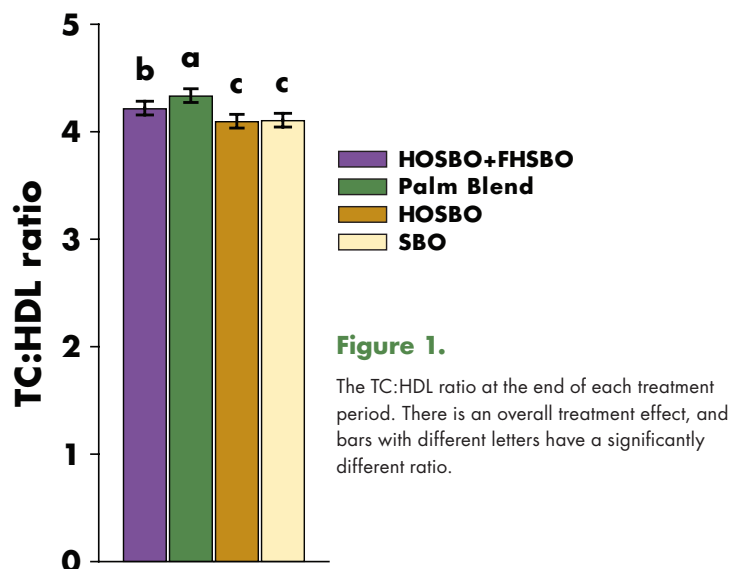 5
b
a
c
c
4
HOSBO+FHSBO
Palm Blend
HOSBO
SBO
3
TC:HDL ratio
2
Figure 1.
The TC:HDL ratio at the end of each treatment
period. There is an overall treatment effect, and
bars with different letters have a significantly
different ratio.
1
0